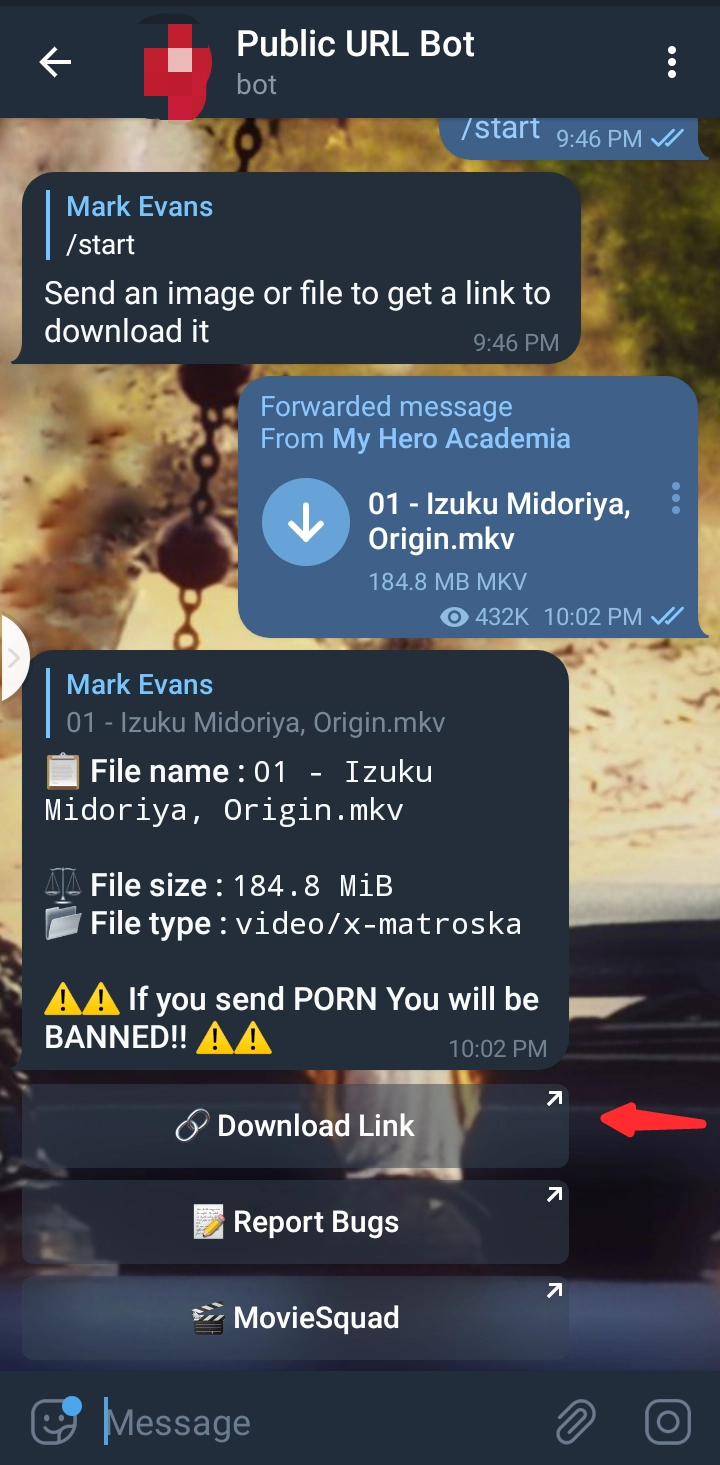 Public URL Bot
bot
/start 9:46 PM
Mark Evans
/start
Send an image or file to get a link to
download it
9:46 PM
Forwarded message
From My Hero Academia
01 - Izuku Midoriya,
Origin.mkv
184.8 MB MKV
432K 10:02 PM
Mark Evans
01 - Izuku Midoriya, Origin.mkv
File name : 01 - Izuku
Midoriya, Origin.mkv
File size : 184.8 MiB
File type : video/x-matroska
If you send PORN You will be
BANNED!!
10:02 PM
Download Link
Report Bugs
MovieSquad
Message